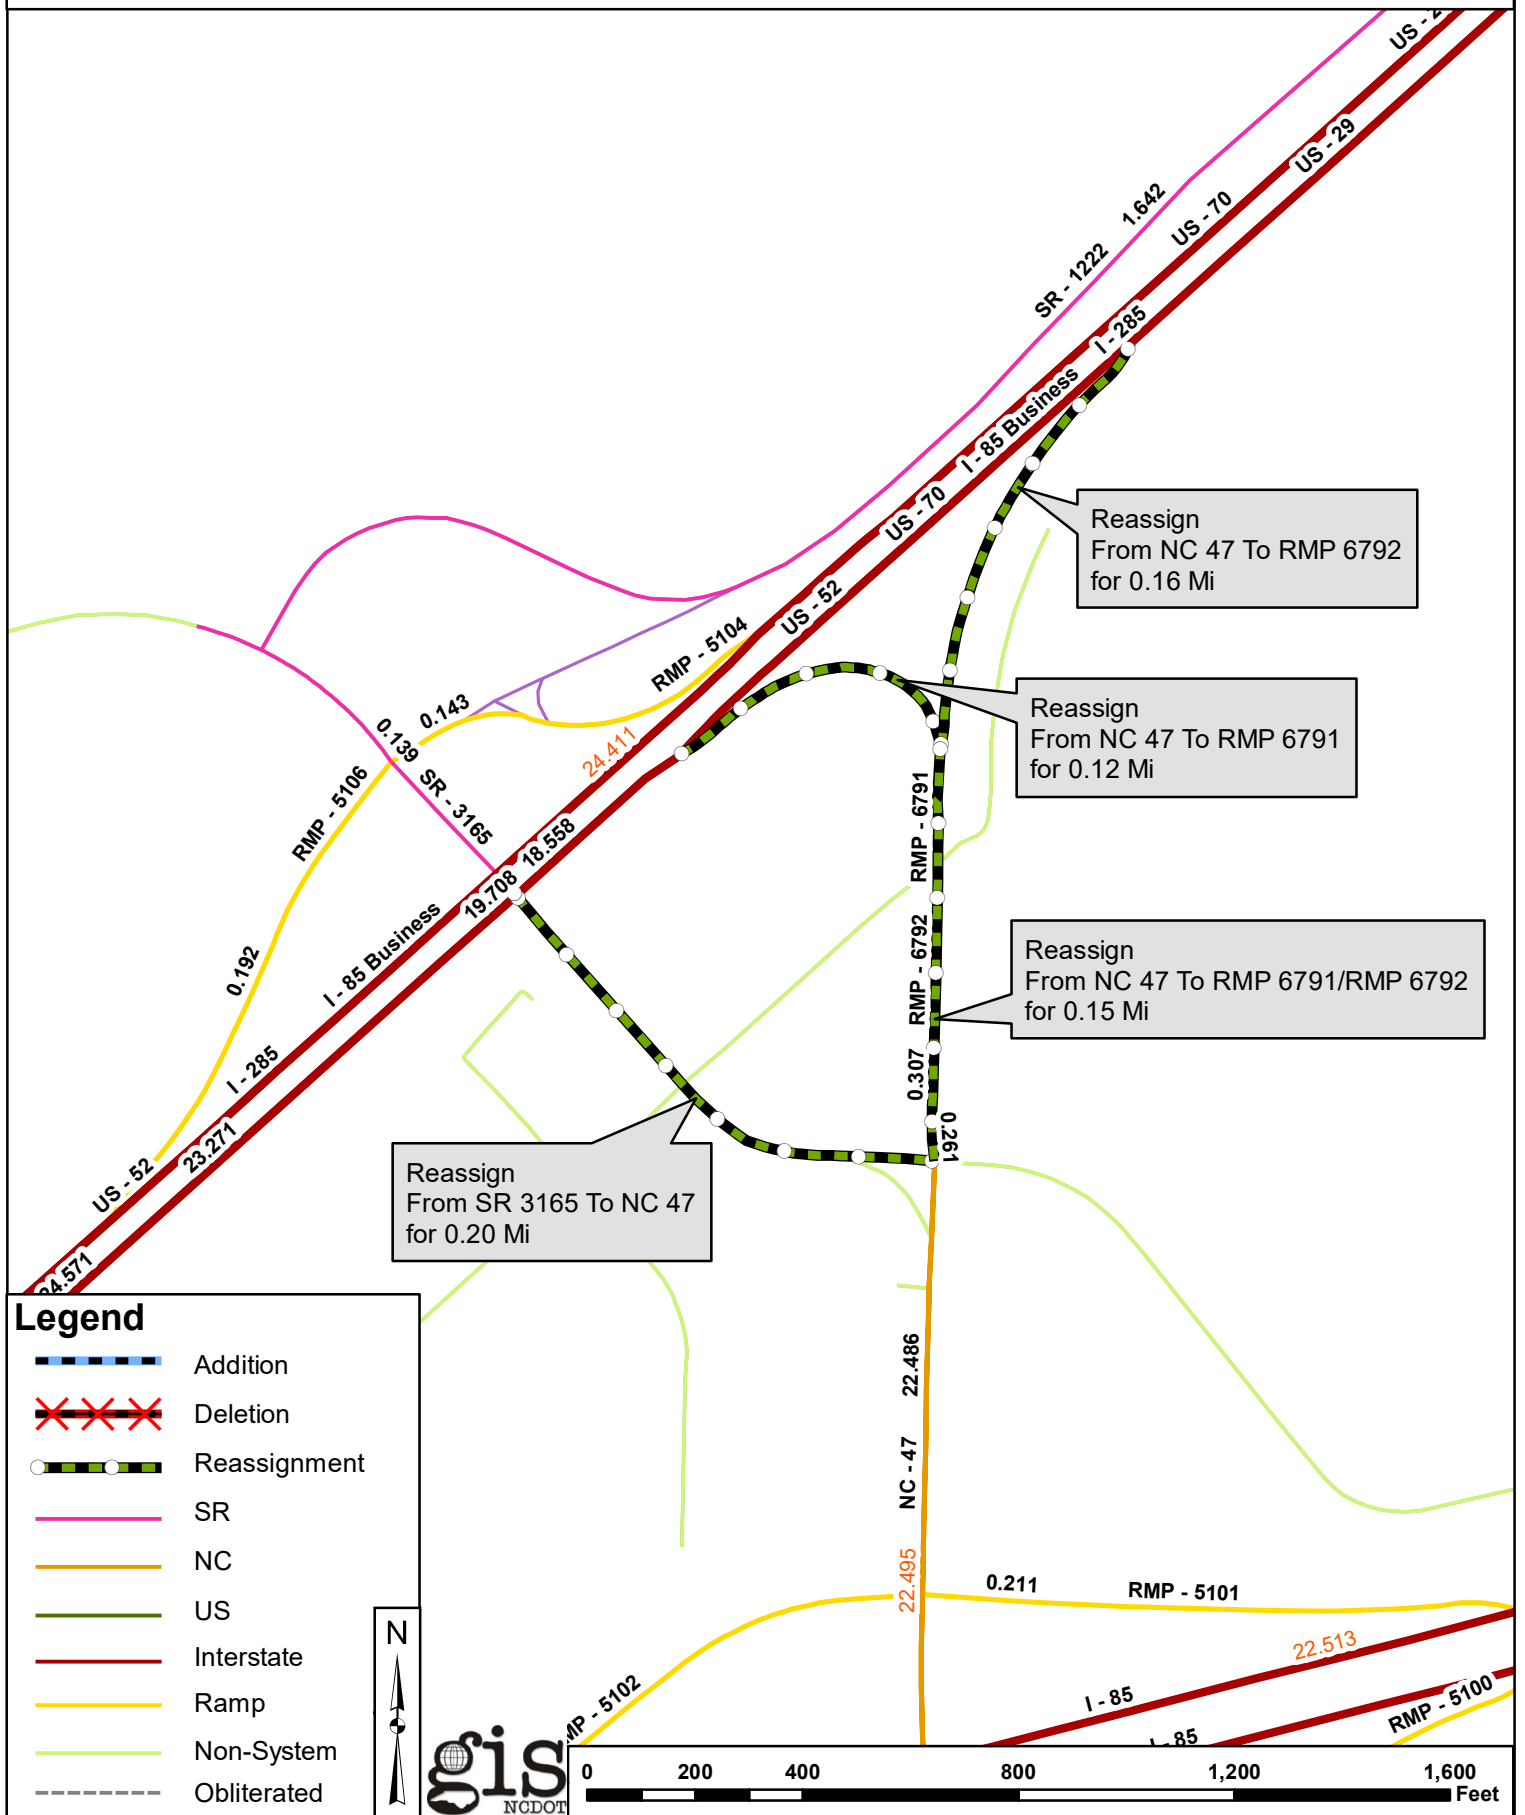 US - 2
US - 29
1.642
US - 70
SR - 1222
I - 285
I - 85 Business
US - 70
Reassign
From NC 47 To RMP 6792
for 0.16 Mi
US - 52
RMP - 5104
0.143
Reassign
From NC 47 To RMP 6791
for 0.12 Mi
0.139
SR - 3165
24.411
RMP - 5106
RMP - 6791
18.558
19.708
I - 85 Business
0.192
RMP - 6792
Reassign
From NC 47 To RMP 6791/RMP 6792
for 0.15 Mi
I - 285
0.307
0.261
23.271
US - 52
Reassign
From SR 3165 To NC 47
for 0.20 Mi
24.571
22.486
NC - 47
22.495
0.211
RMP - 5101
22.513
I - 85
RMP - 5100
MP - 5102
I - 85
Legend
Addition
Deletion
Reassignment
SR
NC
US
Interstate
Ramp
Non-System
Obliterated
N
gis
NCDOT
0 200 400 800 1,200 1,600
Feet